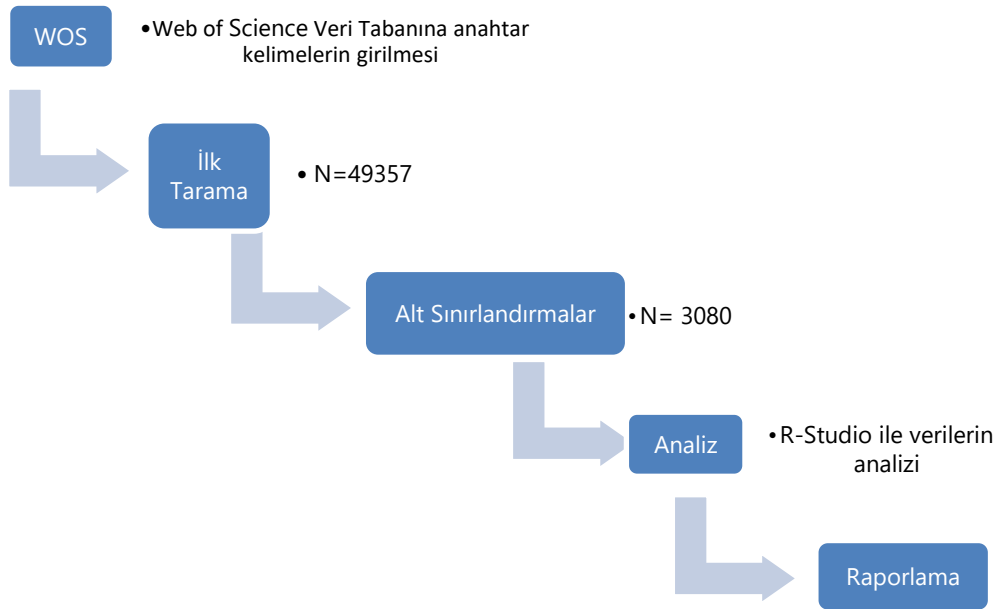 WOS
•Web of Science Veri Tabanına anahtar
kelimelerin girilmesi
İlk
Tarama
• N=49357
Alt Sınırlandırmalar
•N= 3080
Analiz
•R-Studio ile verilerin
analizi
Raporlama